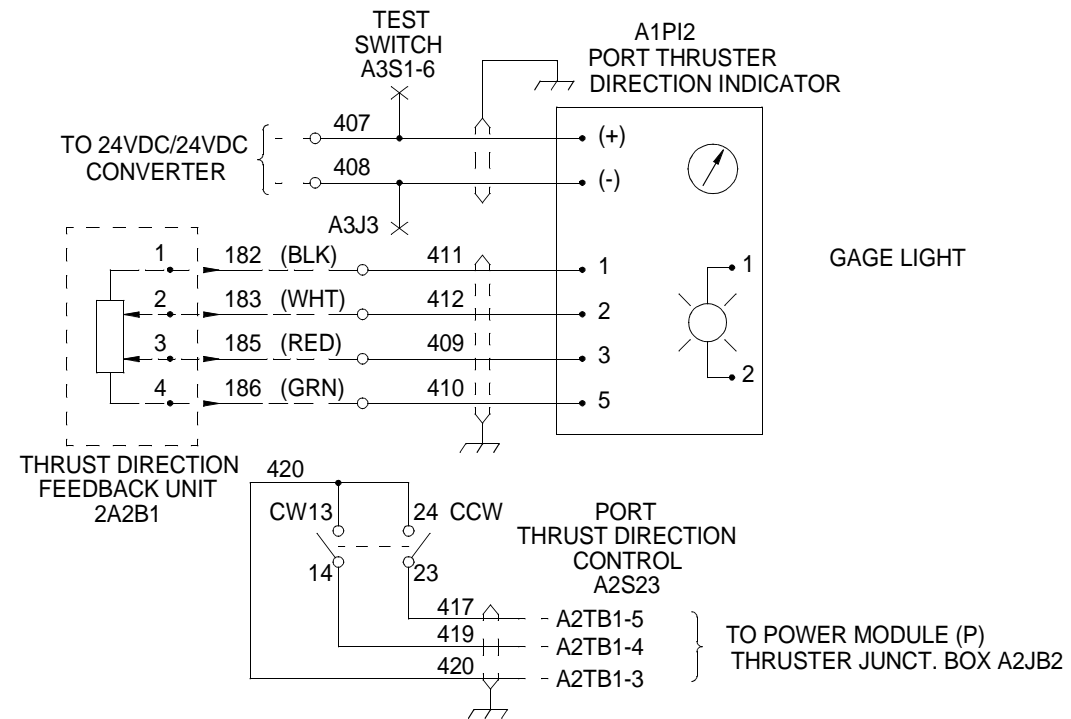 TEST
SWITCH
A3S1-6
A1PI2
PORT THRUSTER
DIRECTION INDICATOR
TO 24VDC/24VDC
CONVERTER
407
(+)
408
(-)
A3J3
1 182 (BLK) 411 1
2 183 (WHT) 412 2
3 185 (RED) 409 3
4 186 (GRN) 410 5
1
2
GAGE LIGHT
THRUST DIRECTION
FEEDBACK UNIT
2A2B1
420
CW13 24 CCW
14 23
PORT
THRUST DIRECTION
CONTROL
A2S23
417 A2TB1-5
419 A2TB1-4
420 A2TB1-3
TO POWER MODULE (P)
THRUSTER JUNCT. BOX A2JB2